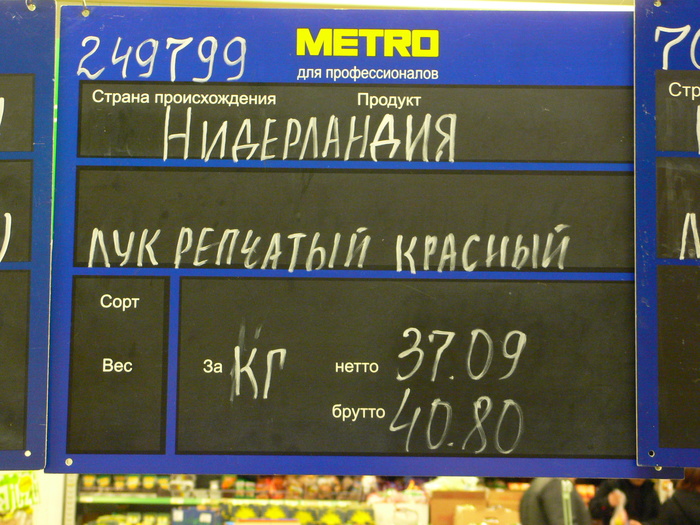 249799
METRO
для профессионалов
Страна происхождения Продукт
НИДЕРЛАНДИЯ
ЛУК РЕПЧАТЫЙ КРАСНЫЙ
Сорт
Вес
За КГ нетто 37.09
брутто 40.80